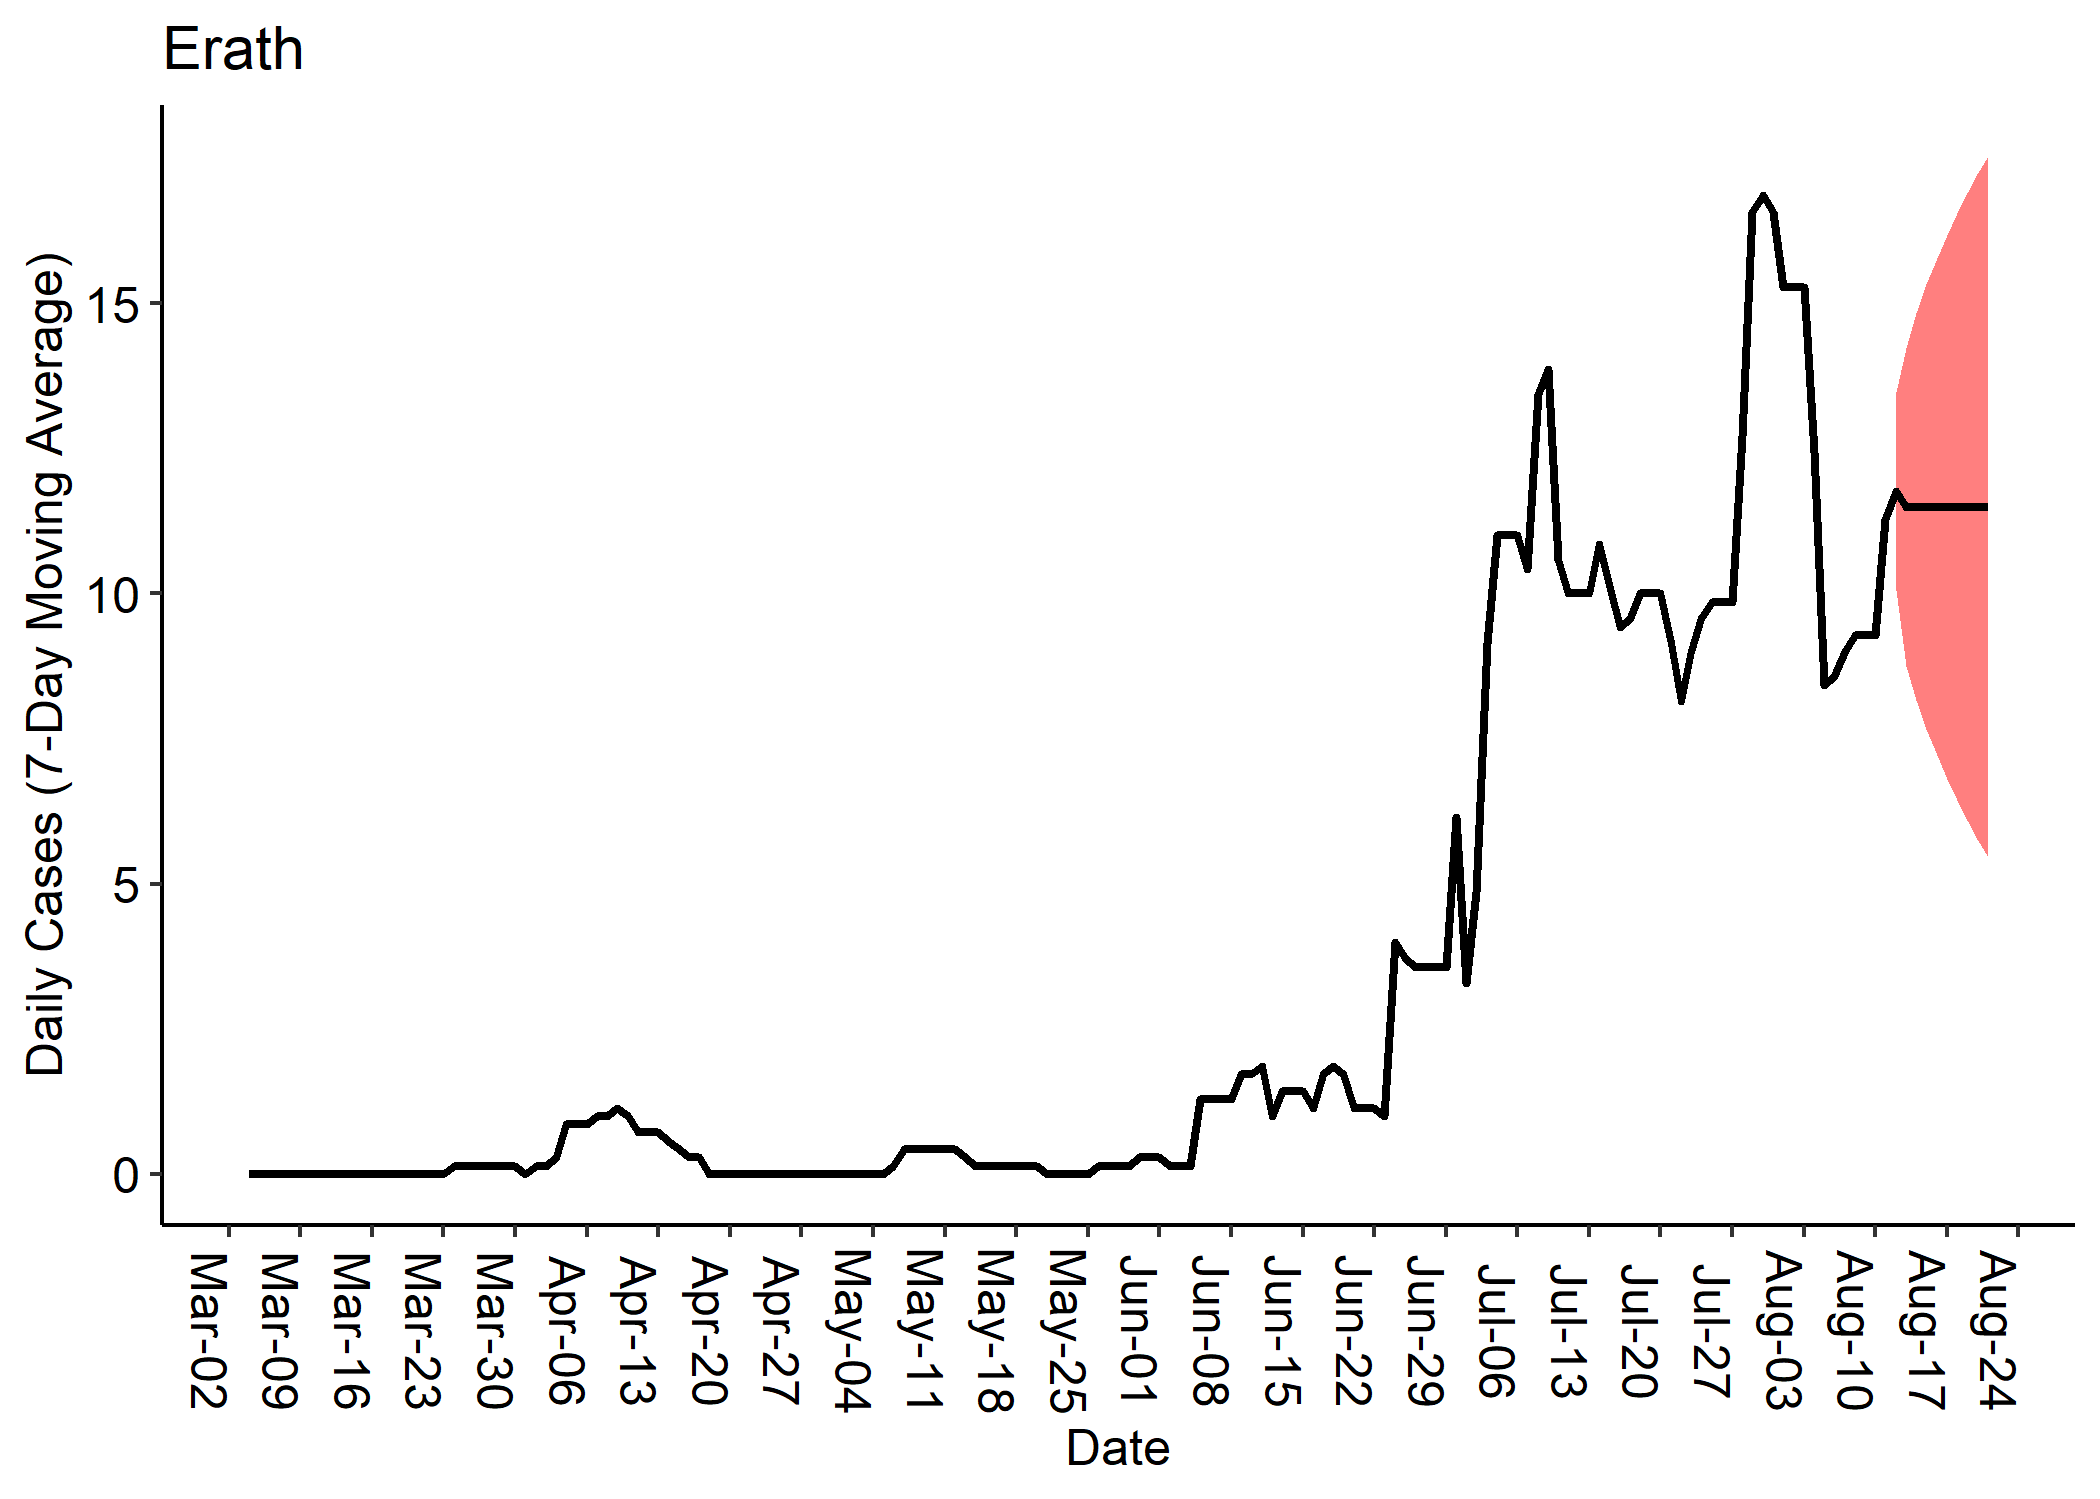 Erath
Daily Cases (7-Day Moving Average)
15
10
5
0
Mar-02
Mar-09
Mar-16
Mar-23
Mar-30
Apr-06
Apr-13
Apr-20
Apr-27
May-04
May-11
May-18
May-25
Jun-01
Jun-08
Jun-15
Jun-22
Jun-29
Jul-06
Jul-13
Jul-20
Jul-27
Aug-03
Aug-10
Aug-17
Aug-24
Date